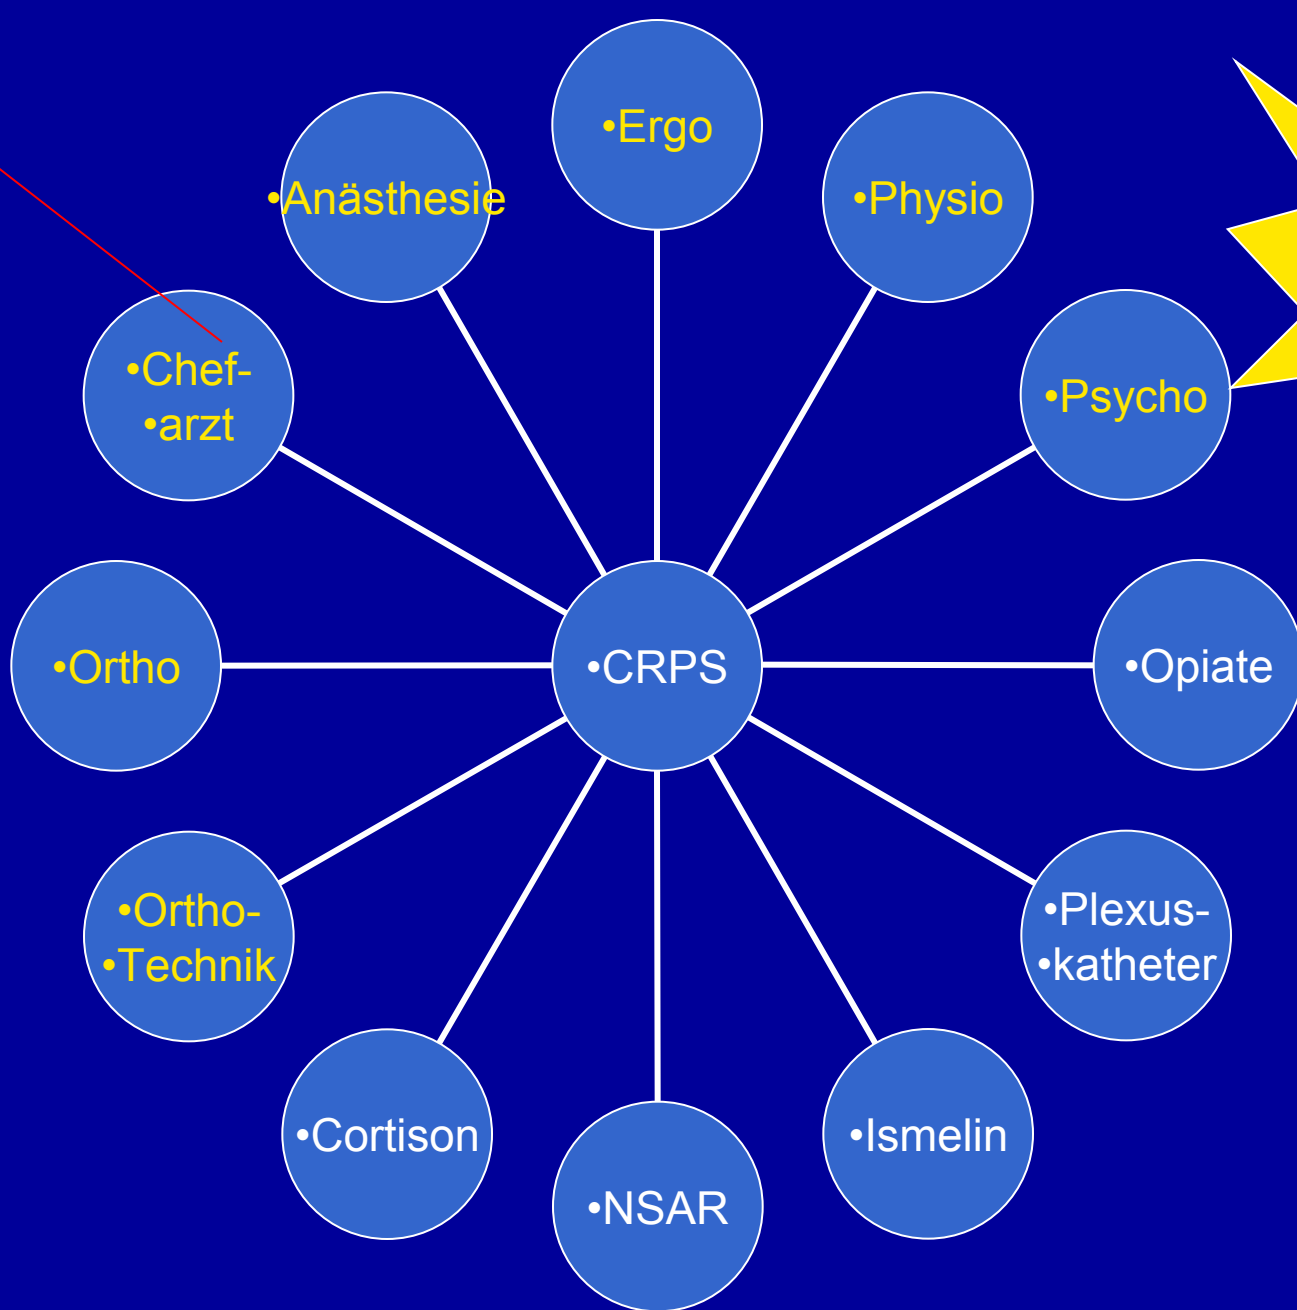 •Ergo
•Anästhesie
•Physio
•Chef-
•arzt
•Psycho
•Ortho
•CRPS
•Opiate
•Ortho-
•Technik
•Plexus-
•katheter
•Cortison
•Ismelin
•NSAR